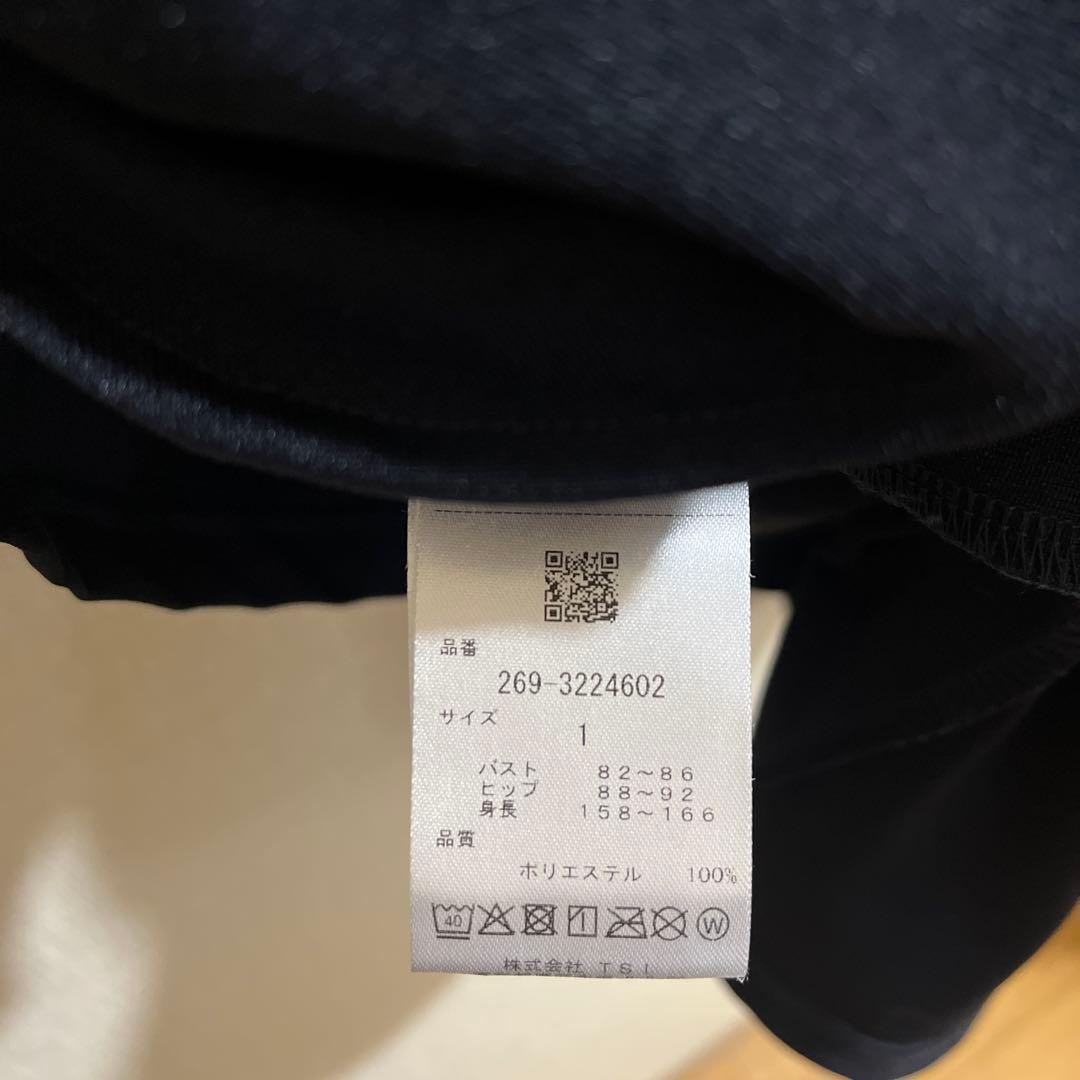 品番
269-3224602
サイズ
1
バスト 82～86
ヒップ 88～92
身長 158～166
品質
ポリエステル 100%
40 W
株式会社 TSI